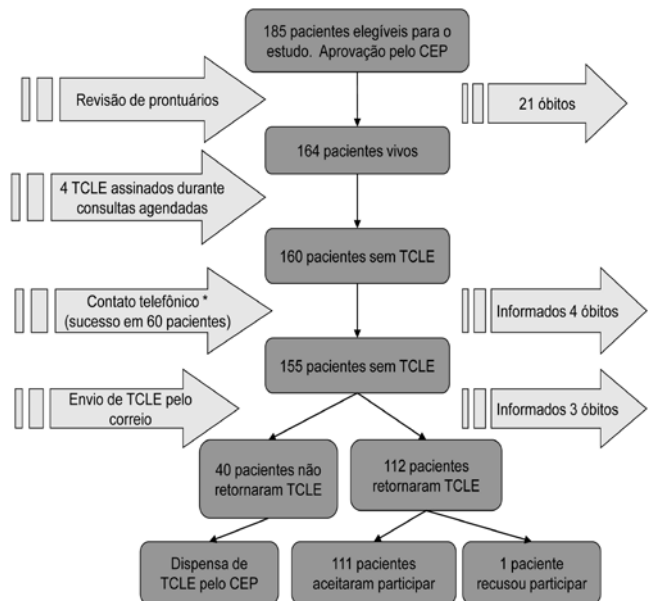 185 pacientes elegíveis para o
estudo. Aprovação pelo CEP
Revisão de prontuários
21 óbitos
164 pacientes vivos
4 TCLE assinados durante
consultas agendadas
160 pacientes sem TCLE
Contato telefônico *
(sucesso em 60 pacientes)
Informados 4 óbitos
155 pacientes sem TCLE
Envio de TCLE pelo
correio
Informados 3 óbitos
40 pacientes não
retornaram TCLE
112 pacientes
retornaram TCLE
Dispensa de
TCLE pelo CEP
111 pacientes
aceitaram participar
1 paciente
recusou participar